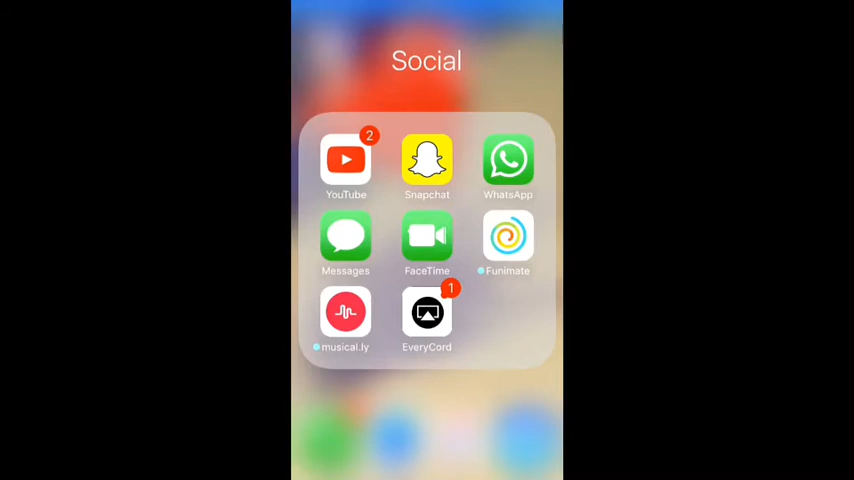 Social
2
YouTube Snapchat WhatsApp
Messages FaceTime Funimate
1
musical.ly EveryCord